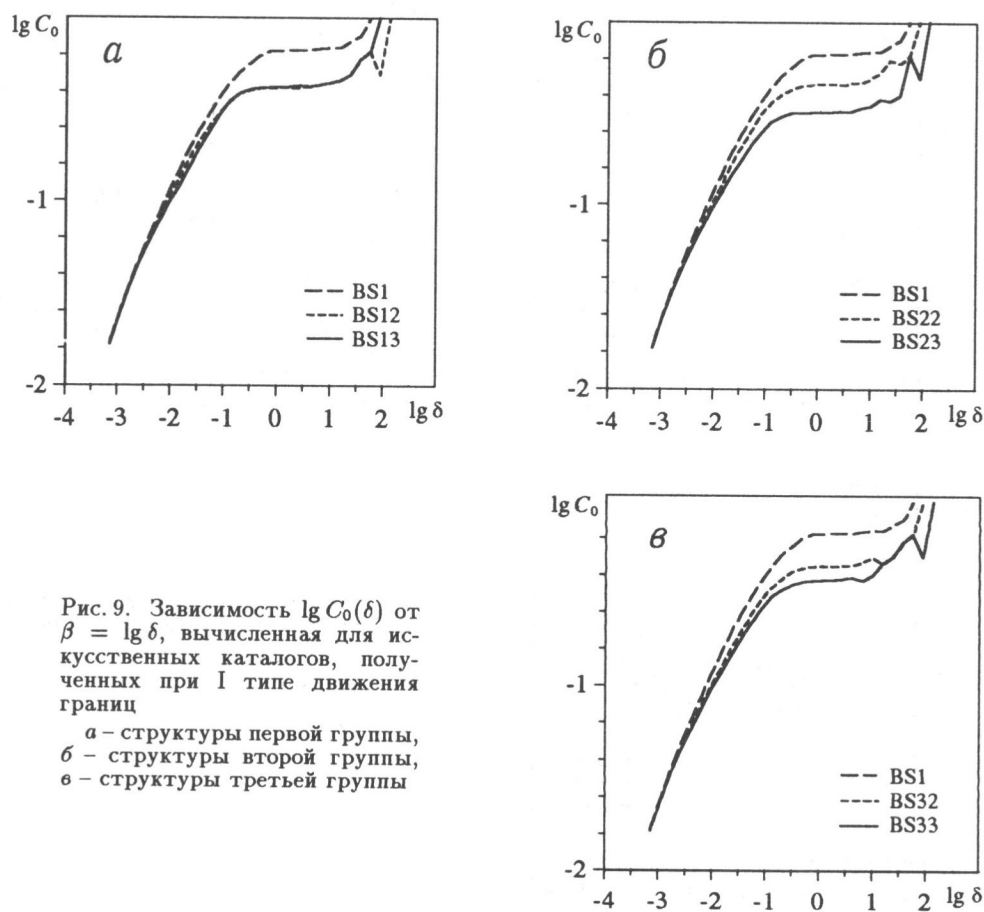 lg C₀
а
-1
BS1
BS12
BS13
-2
-4 -3 -2 -1 0 1 2 lg δ
lg C₀
б
-1
BS1
BS22
BS23
-2
-4 -3 -2 -1 0 1 2 lg δ
lg C₀
в
-1
BS1
BS32
BS33
-2
-4 -3 -2 -1 0 1 2 lg δ
Рис. 9. Зависимость lg C₀(δ) от
β = lg δ, вычисленная для ис-
кусственных каталогов, полу-
ченных при I типе движения
границ
а – структуры первой группы,
б – структуры второй группы,
в – структуры третьей группы